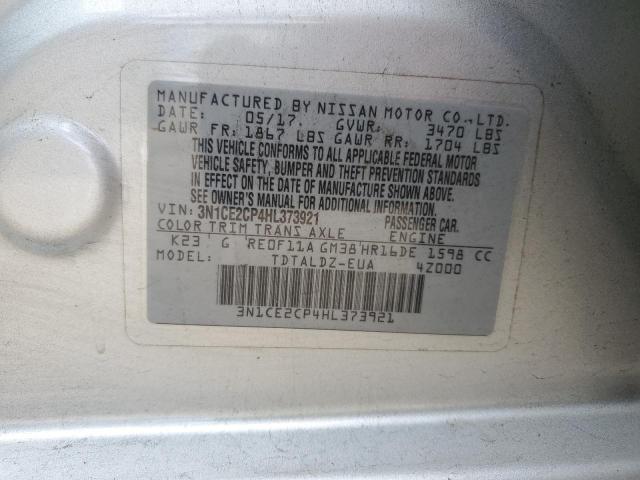 MANUFACTURED BY NISSAN MOTOR CO., LTD.
DATE: 05/17. GVWR: 3470 LBS
GAWR FR: 1867 LBS GAWR RR: 1704 LBS
THIS VEHICLE CONFORMS TO ALL APPLICABLE FEDERAL MOTOR
VEHICLE SAFETY, BUMPER AND THEFT PREVENTION STANDARDS
IN EFFECT ON THE DATE OF MANUFACTURE SHOWN ABOVE.
SEE OWNER'S MANUAL FOR ADDITIONAL INFORMATION.
VIN: 3N1CE2CP4HL373921 PASSENGER CAR.
COLOR TRIM TRANS AXLE ENGINE
K23 G RE0F11A GM38 HR16DE 1598 CC
MODEL: TDTALDZ-EUA 4Z000
3N1CE2CP4HL373921